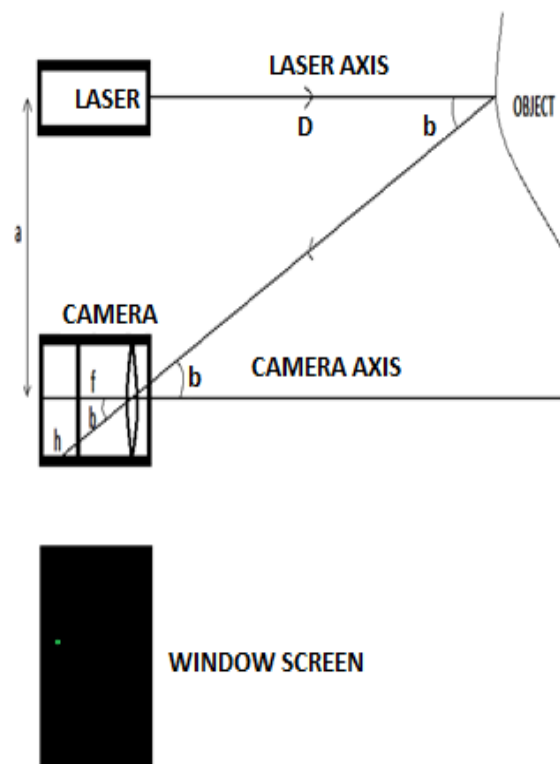 LASER AXIS
LASER
OBJECT
D
b
a
CAMERA
b
CAMERA AXIS
f
b
h
WINDOW SCREEN